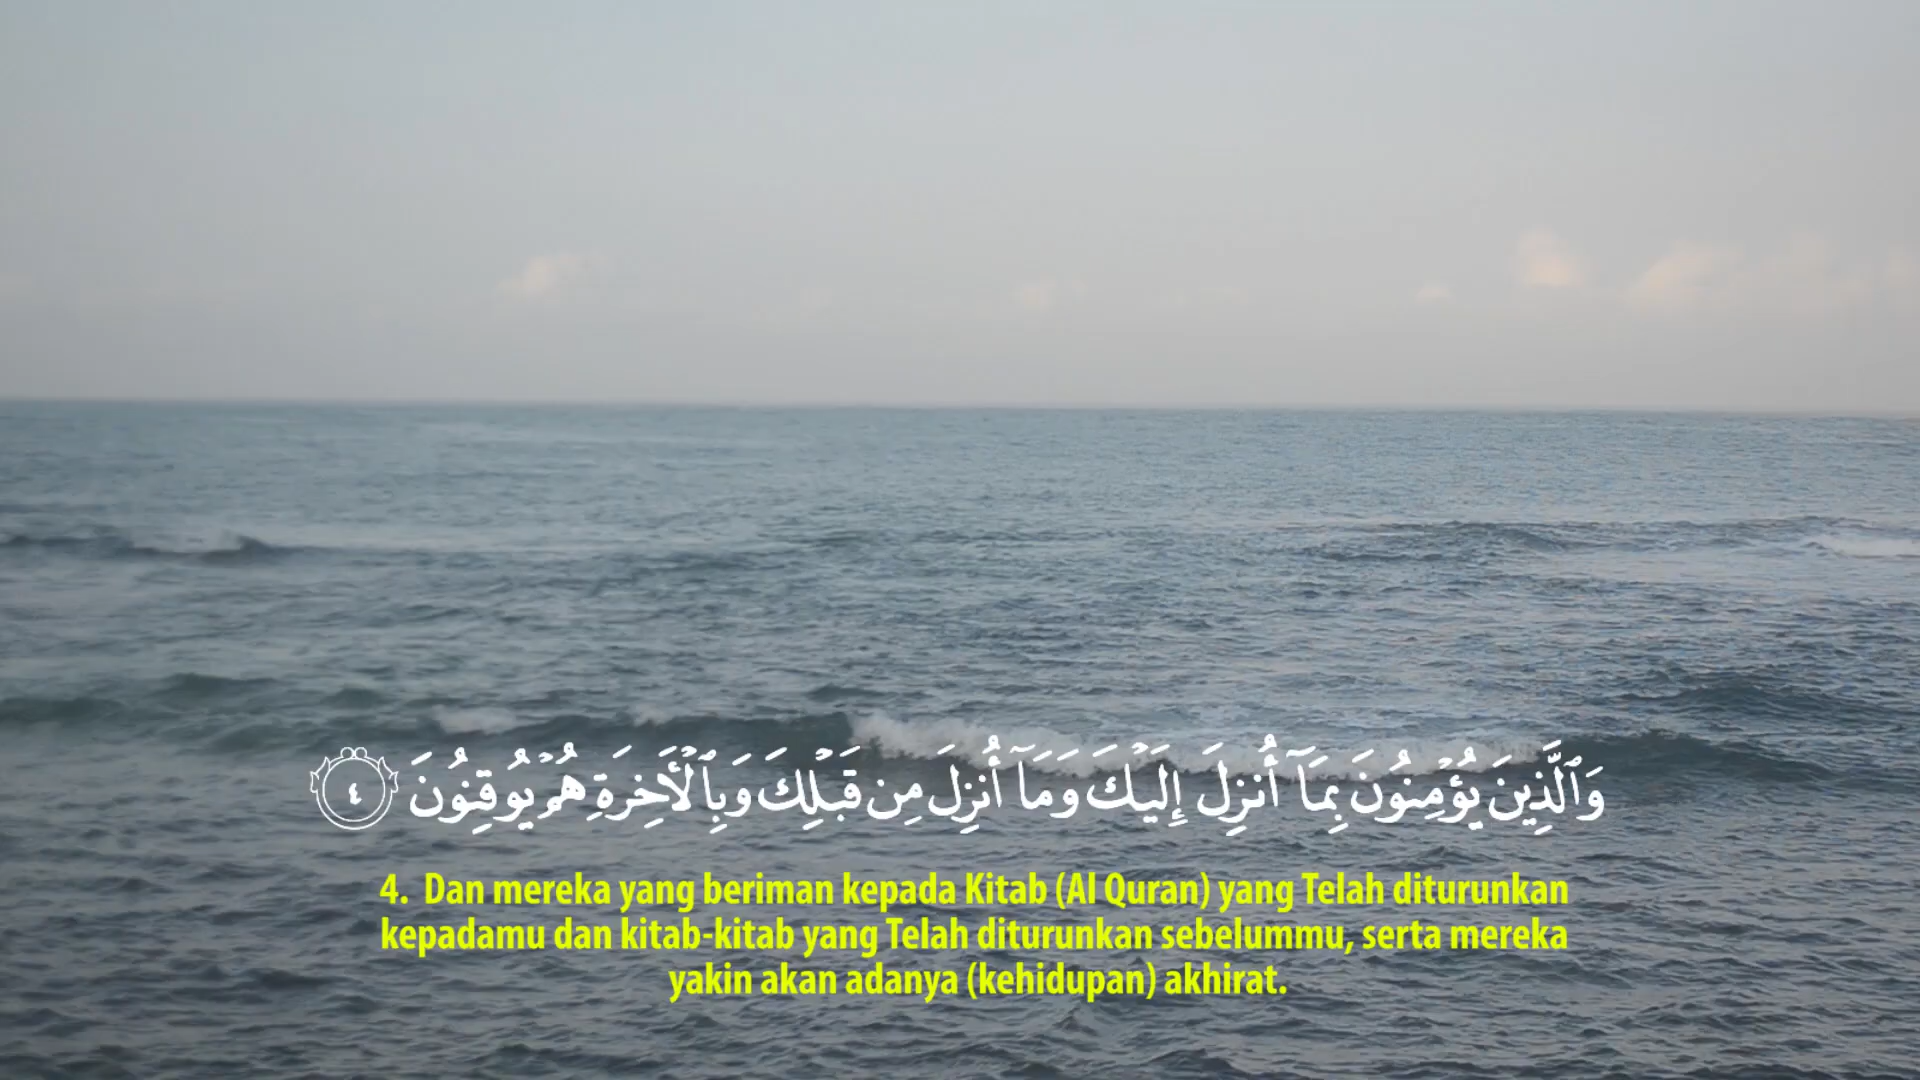 وَٱلَّذِينَ يُؤْمِنُونَ بِمَآ أُنزِلَ إِلَيْكَ وَمَآ أُنزِلَ مِن قَبْلِكَ وَبِٱلْأَخِرَةِ هُمْ يُوقِنُونَ ٤
4. Dan mereka yang beriman kepada Kitab (Al Quran) yang Telah diturunkan
kepadamu dan kitab-kitab yang Telah diturunkan sebelummu, serta mereka
yakin akan adanya (kehidupan) akhirat.